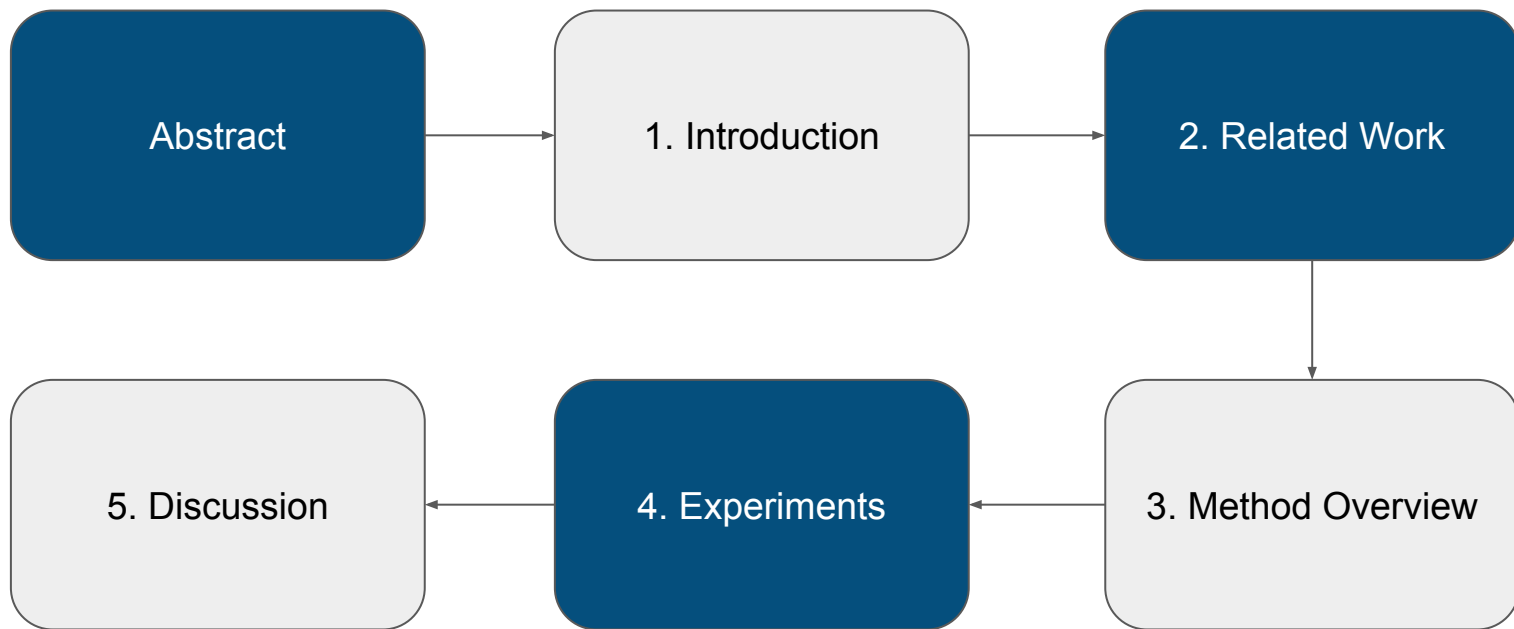 Abstract
1. Introduction
2. Related Work
3. Method Overview
4. Experiments
5. Discussion